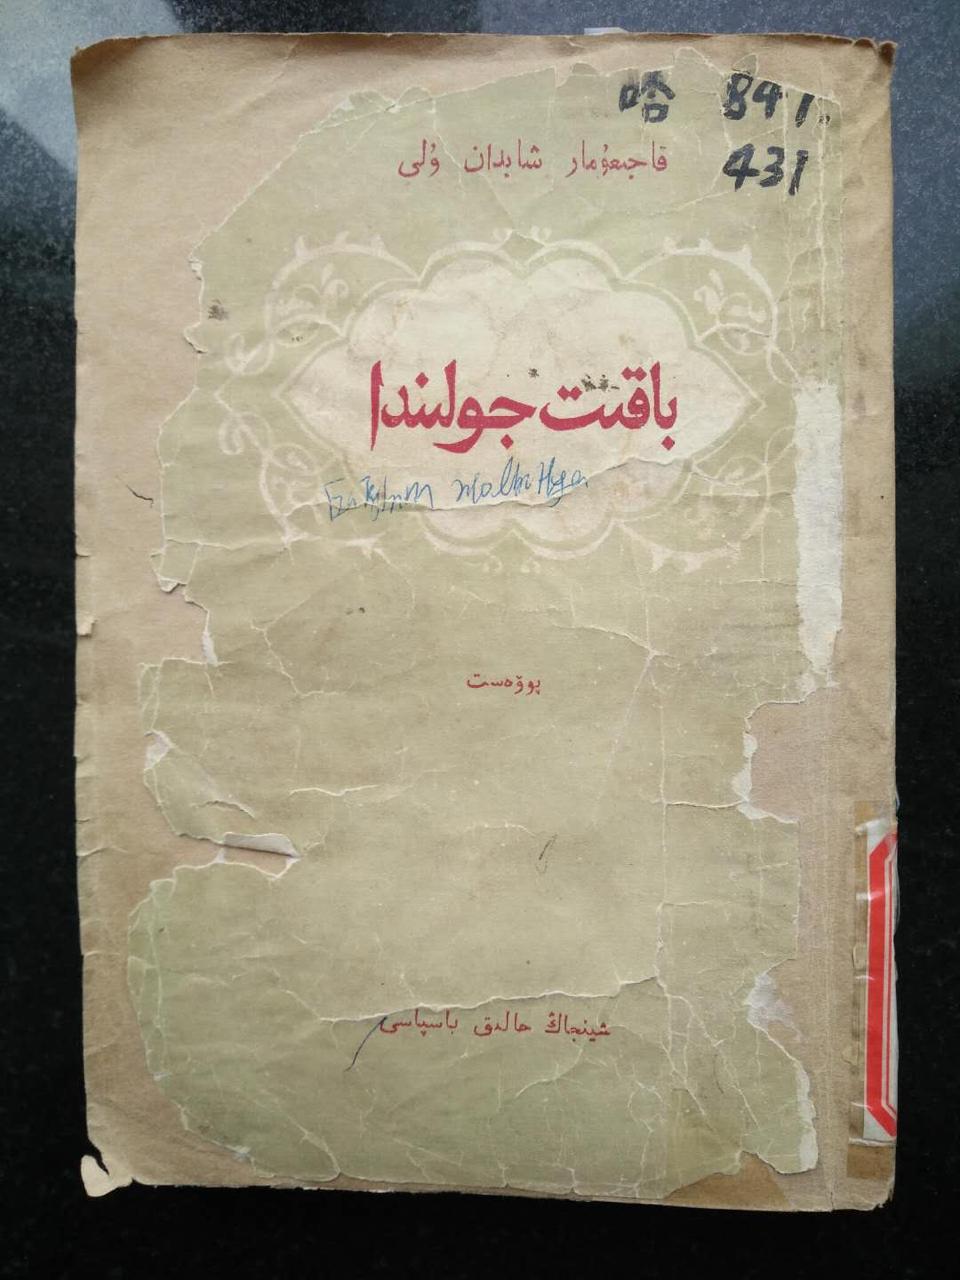 哈 841.
431
قاجىعۇمار شابدان ۇلى
باقىت جولىندا
پوۆەست
شينجاڭ حالىق باسپاسى